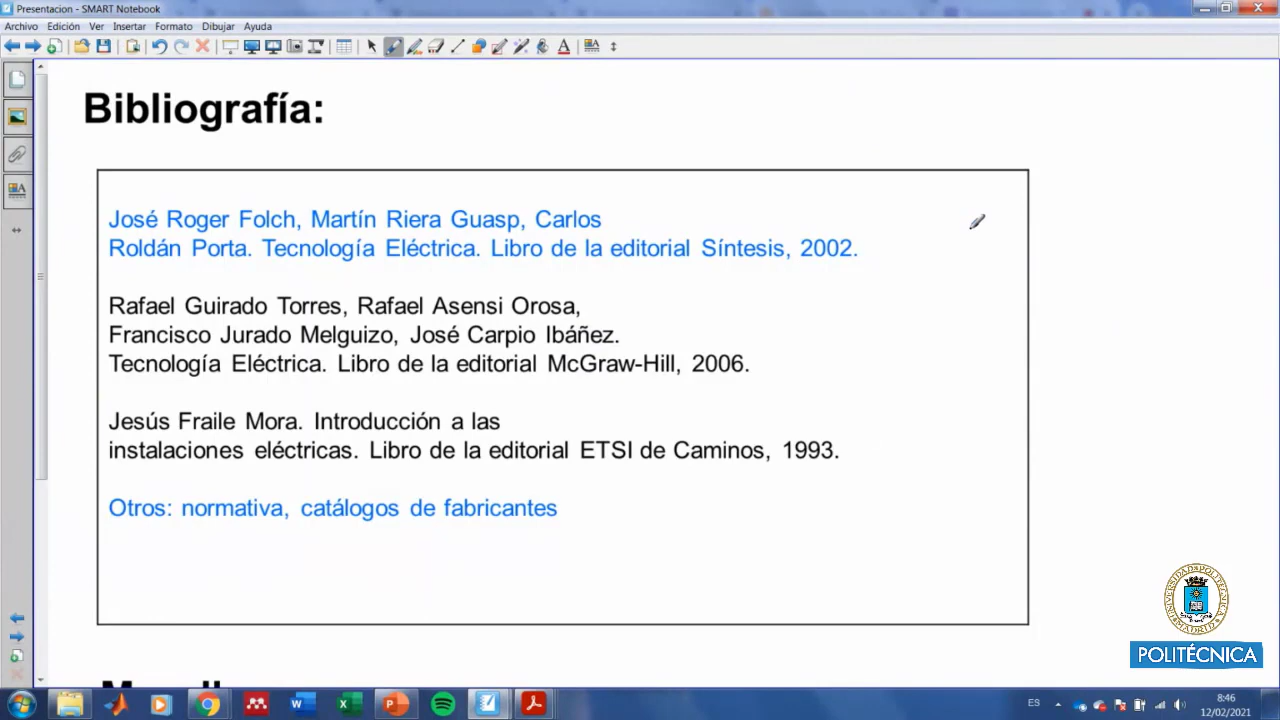 Presentacion - SMART Notebook
Archivo Edición Ver Insertar Formato Dibujar Ayuda
Bibliografía:
José Roger Folch, Martín Riera Guasp, Carlos
Roldán Porta. Tecnología Eléctrica. Libro de la editorial Síntesis, 2002.
Rafael Guirado Torres, Rafael Asensi Orosa,
Francisco Jurado Melguizo, José Carpio Ibáñez.
Tecnología Eléctrica. Libro de la editorial McGraw-Hill, 2006.
Jesús Fraile Mora. Introducción a las
instalaciones eléctricas. Libro de la editorial ETSI de Caminos, 1993.
Otros: normativa, catálogos de fabricantes
POLITÉCNICA
ES
8:46
12/02/2021